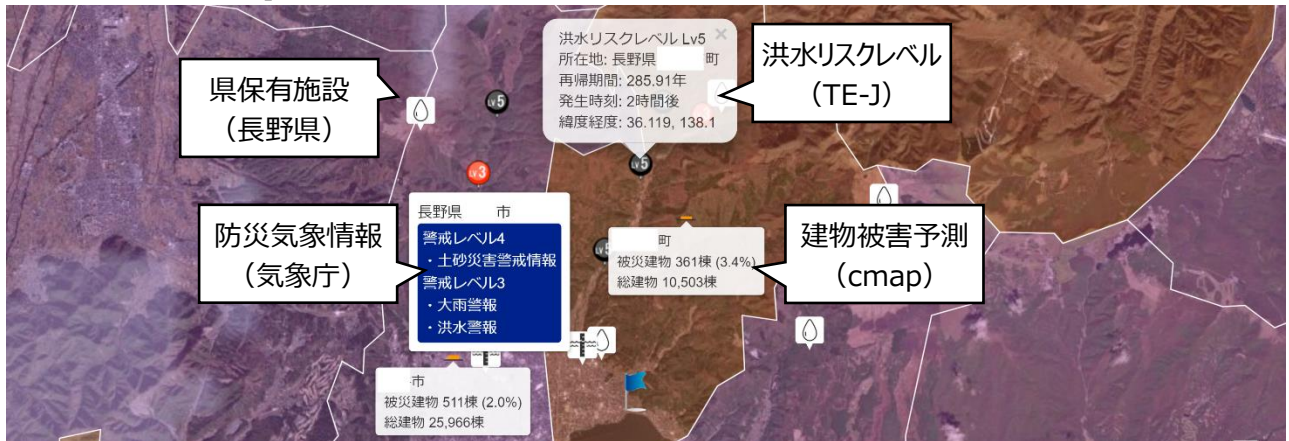 洪水リスクレベル Lv5 ×
所在地: 長野県 町
再帰期間: 285.91年
発生時刻: 2時間後
緯度経度: 36.119, 138.1
洪水リスクレベル
（TE-J）
県保有施設
（長野県）
Lv5
Lv5
Lv3
長野県 市
警戒レベル4
・土砂災害警戒情報
警戒レベル3
・大雨警報
・洪水警報
防災気象情報
（気象庁）
町
被災建物 361棟 (3.4%)
総建物 10,503棟
建物被害予測
（cmap）
市
被災建物 511棟 (2.0%)
総建物 25,966棟